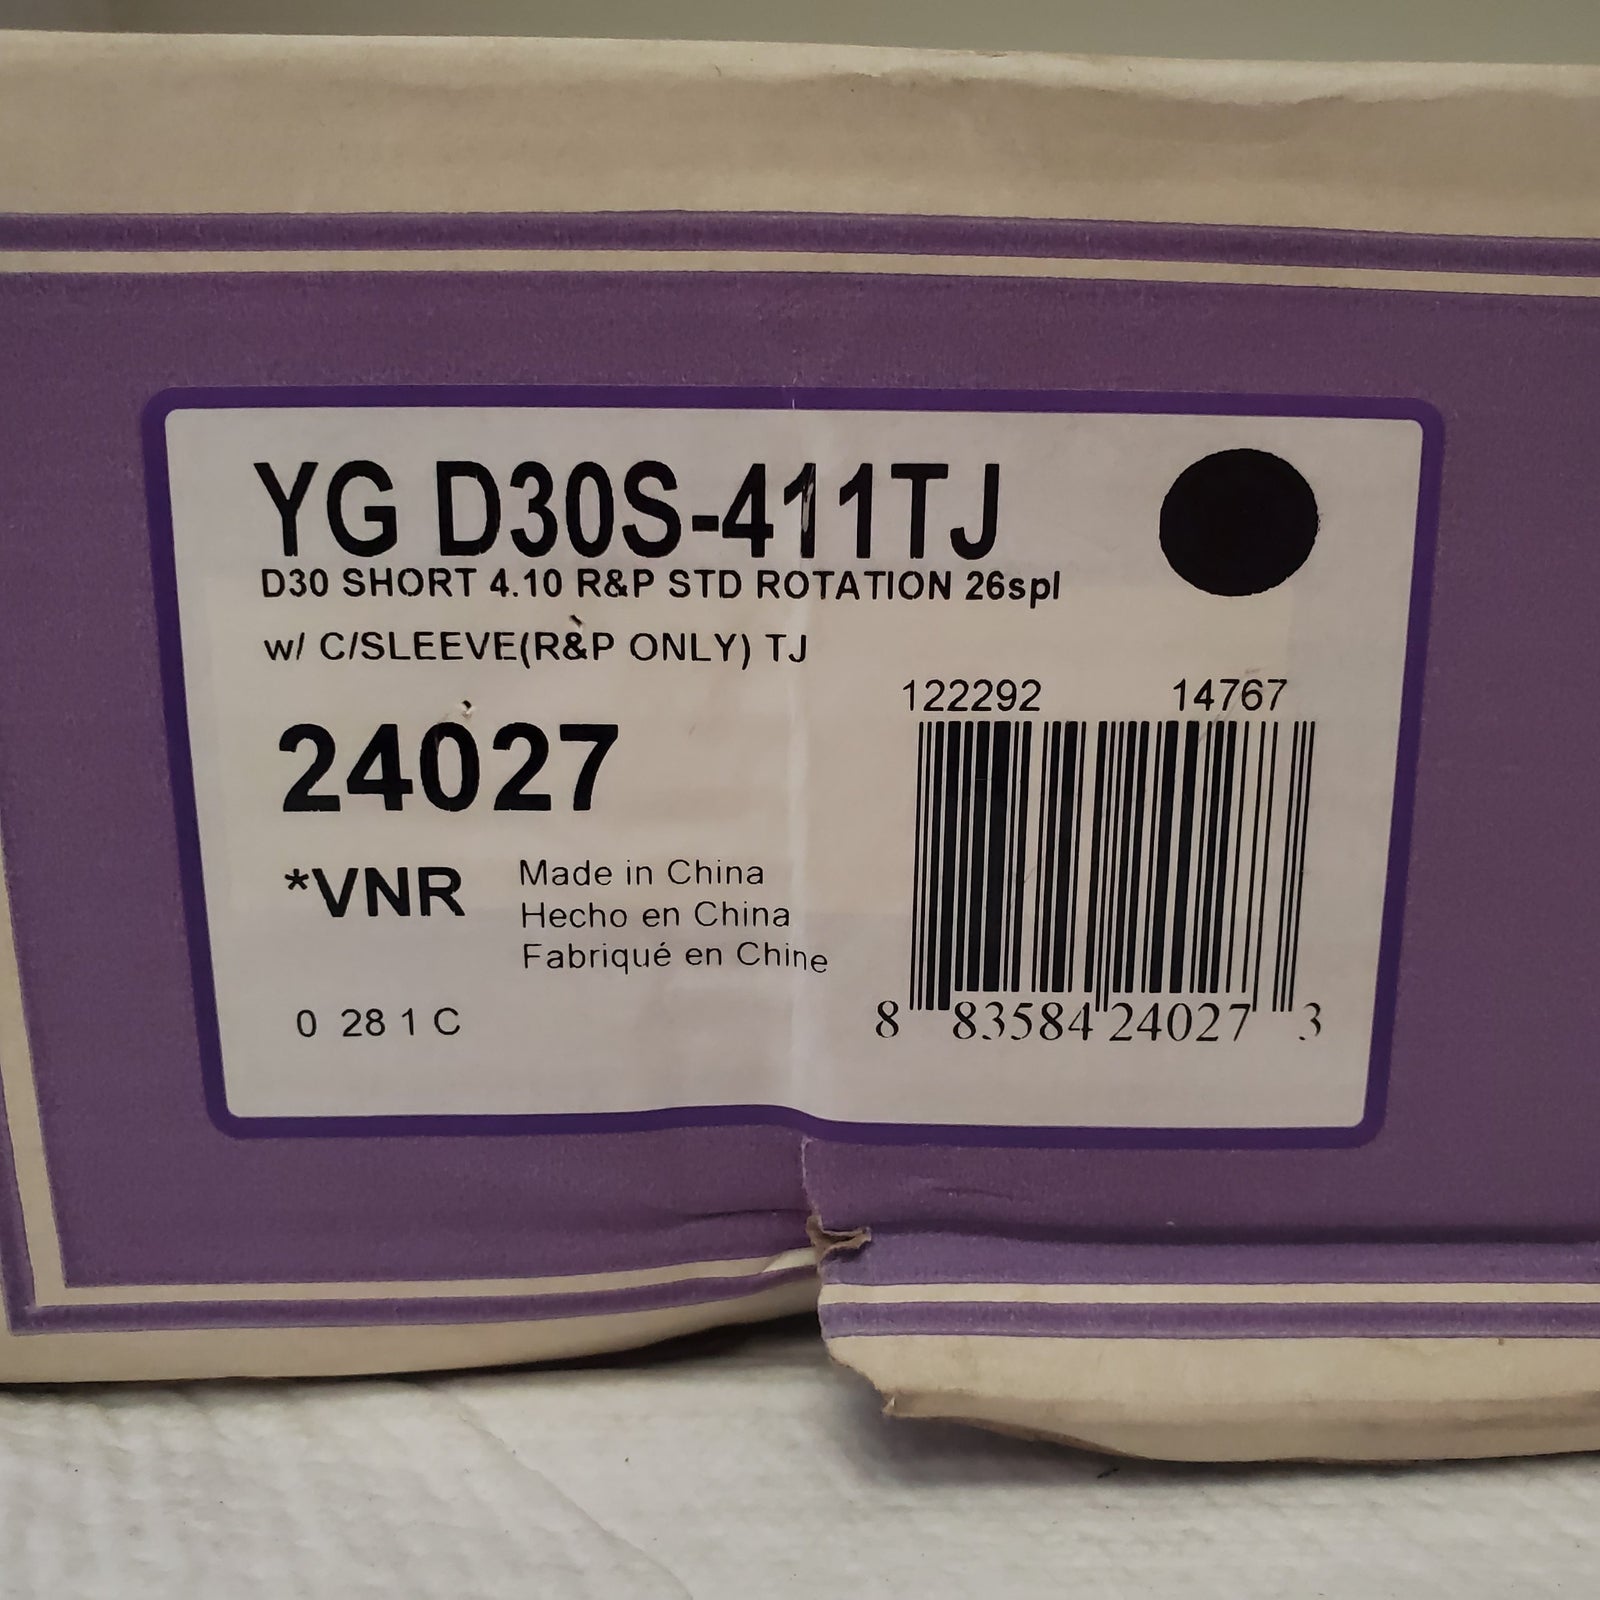 YG D30S-411TJ
D30 SHORT 4.10 R&P STD ROTATION 26spl
w/ C/SLEEVE(R&P ONLY) TJ
122292 14767
24027
*VNR
Made in China
Hecho en China
Fabriqué en Chine
0 28 1 C
8 83584 24027 3